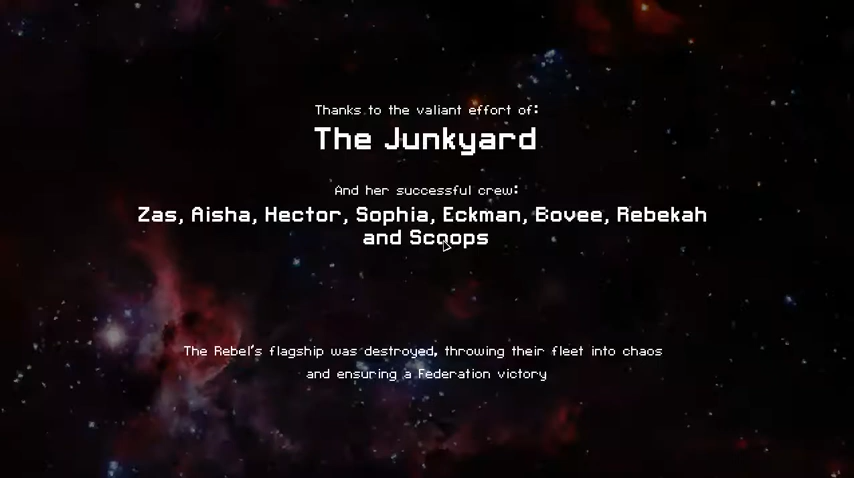 Thanks to the valiant effort of:
The Junkyard
And her successful crew:
Zas, Aisha, Hector, Sophia, Eckman, Bovee, Rebekah
and Scoops
The Rebel's flagship was destroyed, throwing their fleet into chaos
and ensuring a Federation victory